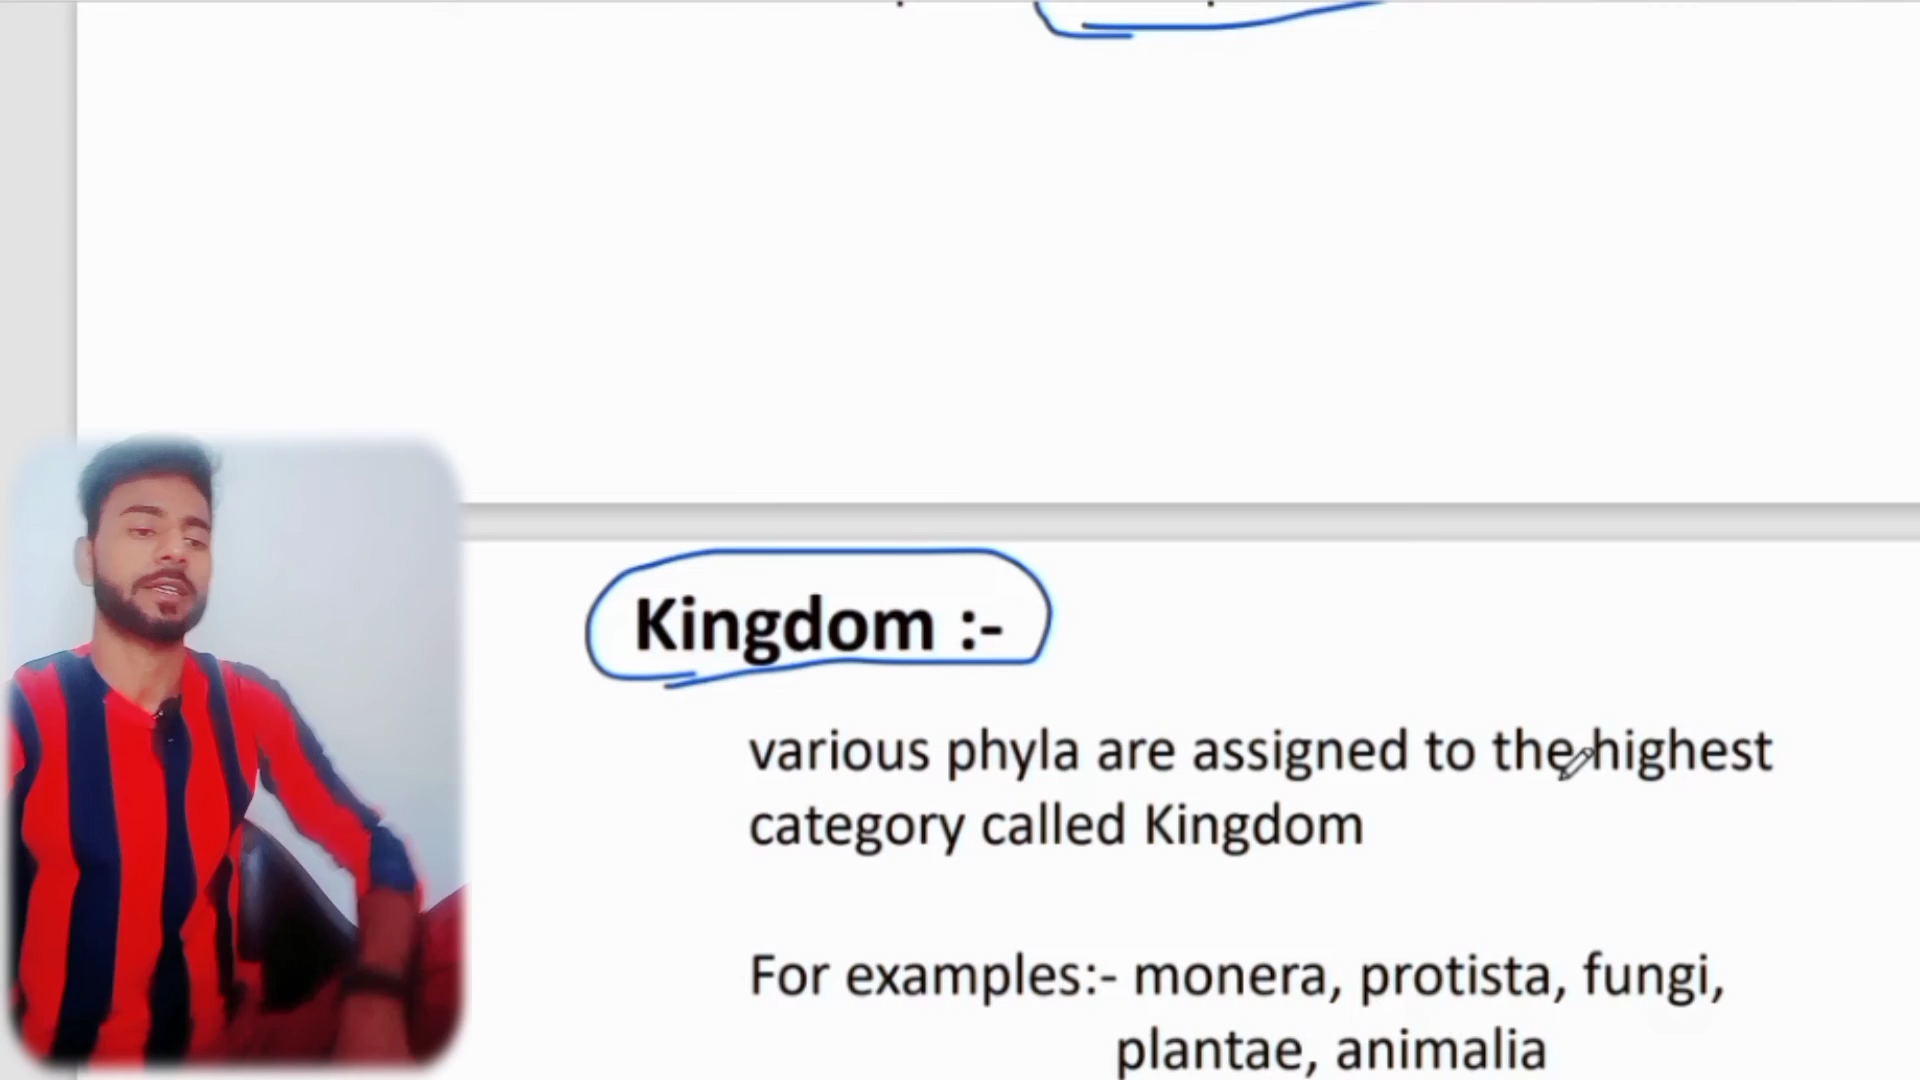 Kingdom :-
various phyla are assigned to the highest
category called Kingdom
For examples:- monera, protista, fungi,
plantae, animalia